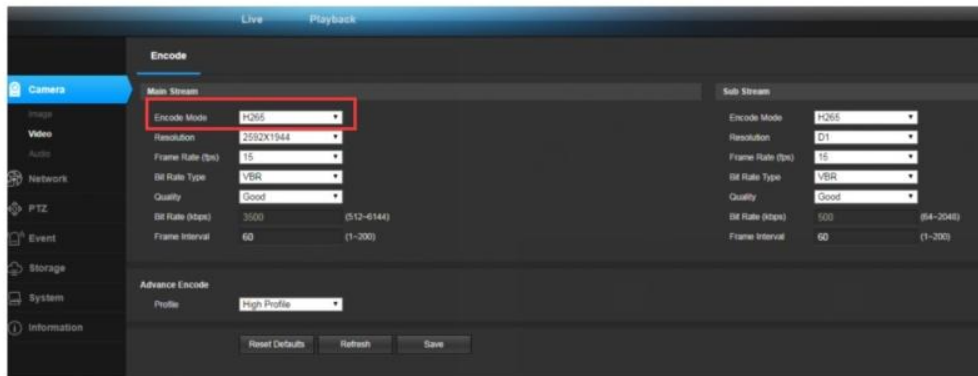 Live Playback
Encode
Camera
Image
Video
Audio
Network
PTZ
Event
Storage
System
Information
Main Stream
Encode Mode H265
Resolution 2592X1944
Frame Rate (fps) 15
Bit Rate Type VBR
Quality Good
Bit Rate (kbps) 3500 (512~6144)
Frame Interval 60 (1~200)
Sub Stream
Encode Mode H265
Resolution D1
Frame Rate (fps) 15
Bit Rate Type VBR
Quality Good
Bit Rate (kbps) 500 (64~2048)
Frame Interval 60 (1~200)
Advance Encode
Profile High Profile
Reset Defaults Refresh Save